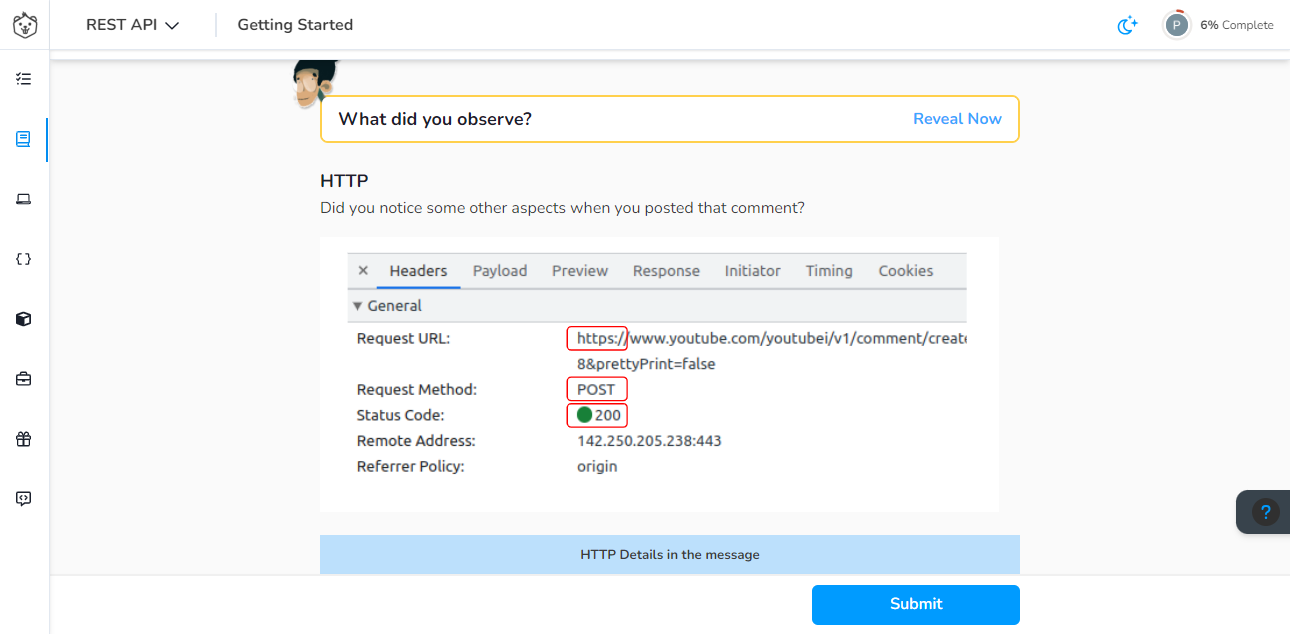 REST API
Getting Started
P
6% Complete
What did you observe?
Reveal Now
HTTP
Did you notice some other aspects when you posted that comment?
× Headers Payload Preview Response Initiator Timing Cookies
▼ General
Request URL: https://www.youtube.com/youtubei/v1/comment/create
8&prettyPrint=false
Request Method: POST
Status Code: 200
Remote Address: 142.250.205.238:443
Referrer Policy: origin
HTTP Details in the message
?
Submit